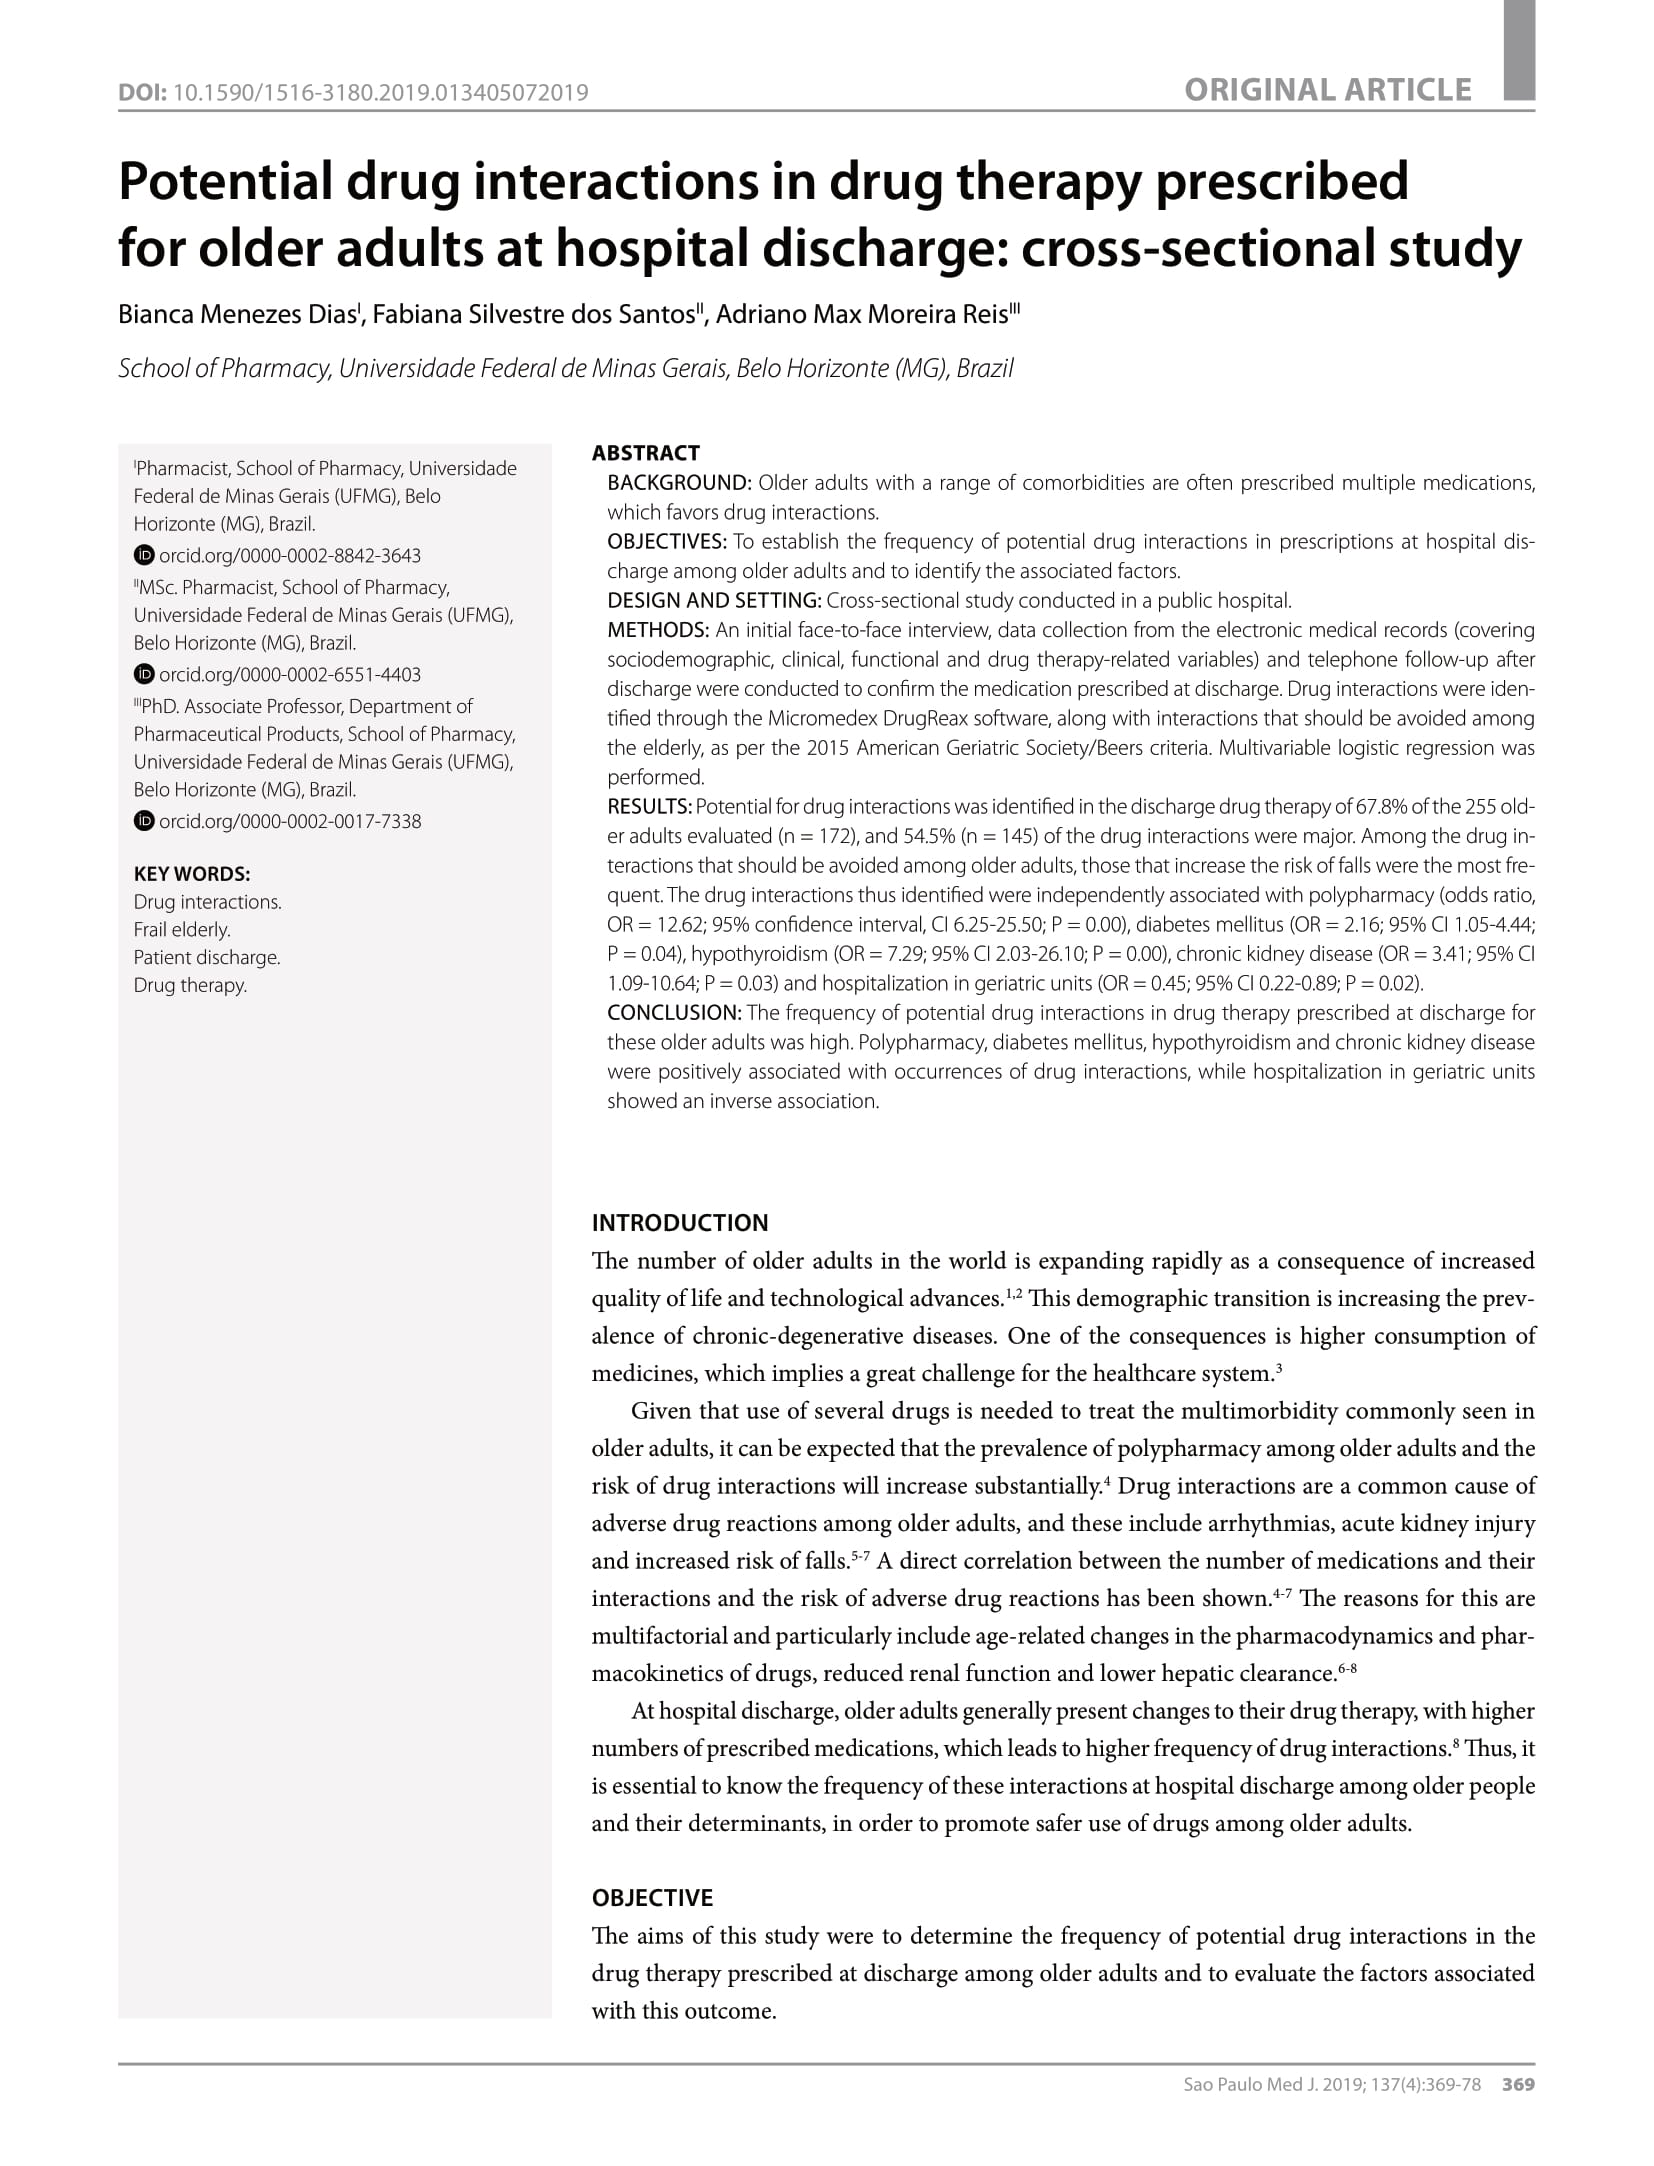 DOI: 10.1590/1516-3180.2019.013405072019
ORIGINAL ARTICLE
Potential drug interactions in drug therapy prescribed
for older adults at hospital discharge: cross-sectional study
Bianca Menezes Diasᴵ, Fabiana Silvestre dos Santosᴵᴵ, Adriano Max Moreira Reisᴵᴵᴵ
School of Pharmacy, Universidade Federal de Minas Gerais, Belo Horizonte (MG), Brazil
ᴵPharmacist, School of Pharmacy, Universidade
Federal de Minas Gerais (UFMG), Belo
Horizonte (MG), Brazil.
iD orcid.org/0000-0002-8842-3643
ᴵᴵMSc. Pharmacist, School of Pharmacy,
Universidade Federal de Minas Gerais (UFMG),
Belo Horizonte (MG), Brazil.
iD orcid.org/0000-0002-6551-4403
ᴵᴵᴵPhD. Associate Professor, Department of
Pharmaceutical Products, School of Pharmacy,
Universidade Federal de Minas Gerais (UFMG),
Belo Horizonte (MG), Brazil.
iD orcid.org/0000-0002-0017-7338
KEY WORDS:
Drug interactions.
Frail elderly.
Patient discharge.
Drug therapy.
ABSTRACT
BACKGROUND: Older adults with a range of comorbidities are often prescribed multiple medications,
which favors drug interactions.
OBJECTIVES: To establish the frequency of potential drug interactions in prescriptions at hospital dis-
charge among older adults and to identify the associated factors.
DESIGN AND SETTING: Cross-sectional study conducted in a public hospital.
METHODS: An initial face-to-face interview, data collection from the electronic medical records (covering
sociodemographic, clinical, functional and drug therapy-related variables) and telephone follow-up after
discharge were conducted to confirm the medication prescribed at discharge. Drug interactions were iden-
tified through the Micromedex DrugReax software, along with interactions that should be avoided among
the elderly, as per the 2015 American Geriatric Society/Beers criteria. Multivariable logistic regression was
performed.
RESULTS: Potential for drug interactions was identified in the discharge drug therapy of 67.8% of the 255 old-
er adults evaluated (n = 172), and 54.5% (n = 145) of the drug interactions were major. Among the drug in-
teractions that should be avoided among older adults, those that increase the risk of falls were the most fre-
quent. The drug interactions thus identified were independently associated with polypharmacy (odds ratio,
OR = 12.62; 95% confidence interval, CI 6.25-25.50; P = 0.00), diabetes mellitus (OR = 2.16; 95% CI 1.05-4.44;
P = 0.04), hypothyroidism (OR = 7.29; 95% CI 2.03-26.10; P = 0.00), chronic kidney disease (OR = 3.41; 95% CI
1.09-10.64; P = 0.03) and hospitalization in geriatric units (OR = 0.45; 95% CI 0.22-0.89; P = 0.02).
CONCLUSION: The frequency of potential drug interactions in drug therapy prescribed at discharge for
these older adults was high. Polypharmacy, diabetes mellitus, hypothyroidism and chronic kidney disease
were positively associated with occurrences of drug interactions, while hospitalization in geriatric units
showed an inverse association.
INTRODUCTION
The number of older adults in the world is expanding rapidly as a consequence of increased
quality of life and technological advances.¹,² This demographic transition is increasing the prev-
alence of chronic-degenerative diseases. One of the consequences is higher consumption of
medicines, which implies a great challenge for the healthcare system.³
Given that use of several drugs is needed to treat the multimorbidity commonly seen in
older adults, it can be expected that the prevalence of polypharmacy among older adults and the
risk of drug interactions will increase substantially.⁴ Drug interactions are a common cause of
adverse drug reactions among older adults, and these include arrhythmias, acute kidney injury
and increased risk of falls.⁵⁻⁷ A direct correlation between the number of medications and their
interactions and the risk of adverse drug reactions has been shown.⁴⁻⁷ The reasons for this are
multifactorial and particularly include age-related changes in the pharmacodynamics and phar-
macokinetics of drugs, reduced renal function and lower hepatic clearance.⁶⁻⁸
At hospital discharge, older adults generally present changes to their drug therapy, with higher
numbers of prescribed medications, which leads to higher frequency of drug interactions.⁸ Thus, it
is essential to know the frequency of these interactions at hospital discharge among older people
and their determinants, in order to promote safer use of drugs among older adults.
OBJECTIVE
The aims of this study were to determine the frequency of potential drug interactions in the
drug therapy prescribed at discharge among older adults and to evaluate the factors associated
with this outcome.
Sao Paulo Med J. 2019; 137(4):369-78 369